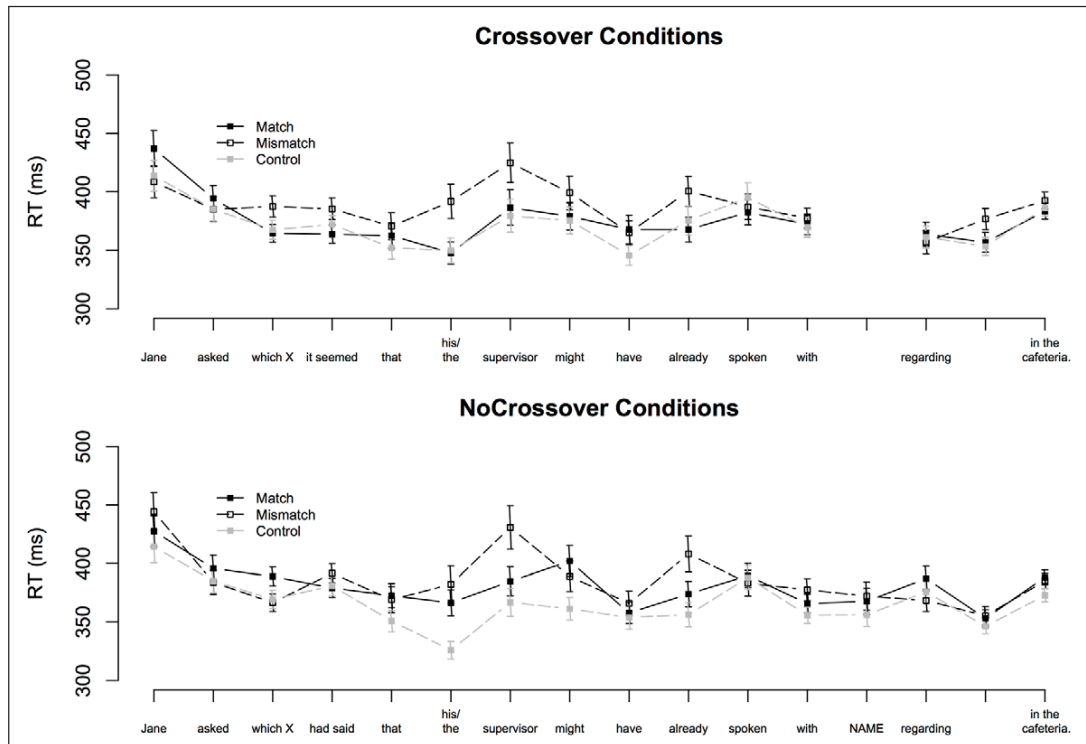 Crossover Conditions
500
450
400
350
300
RT (ms)
Match
Mismatch
Control
Jane asked which X it seemed that his/ the supervisor might have already spoken with regarding in the cafeteria.
NoCrossover Conditions
500
450
400
350
300
RT (ms)
Match
Mismatch
Control
Jane asked which X had said that his/ the supervisor might have already spoken with NAME regarding in the cafeteria.